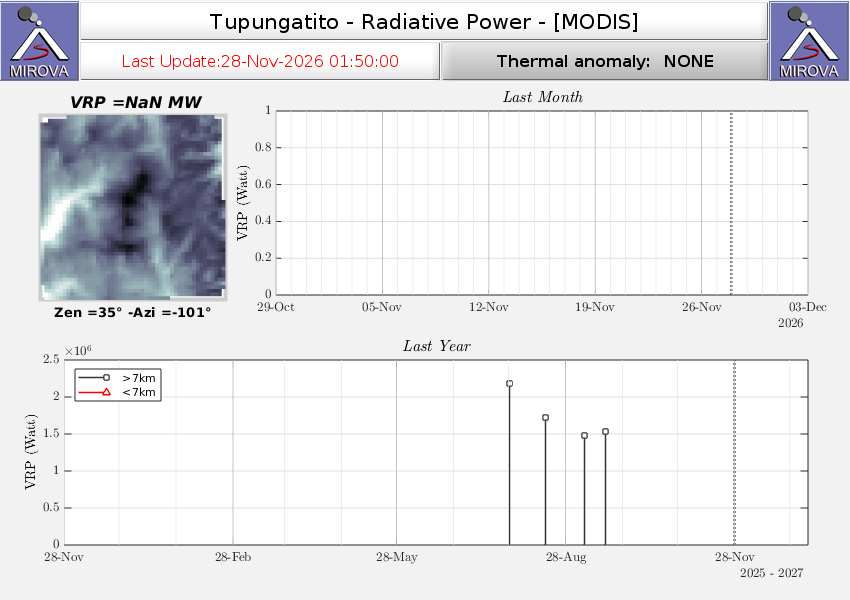 Tupungatito - Radiative Power - [MODIS]
MIROVA
Last Update:28-Nov-2026 01:50:00
Thermal anomaly: NONE
MIROVA
VRP =NaN MW
Zen =35° -Azi =-101°
Last Month
VRP (Watt)
1
0.8
0.6
0.4
0.2
0
29-Oct 05-Nov 12-Nov 19-Nov 26-Nov 03-Dec
2026
Last Year
×10^6
VRP (Watt)
2.5
2
1.5
1
0.5
0
>7km
<7km
28-Nov 28-Feb 28-May 28-Aug 28-Nov
2025 - 2027